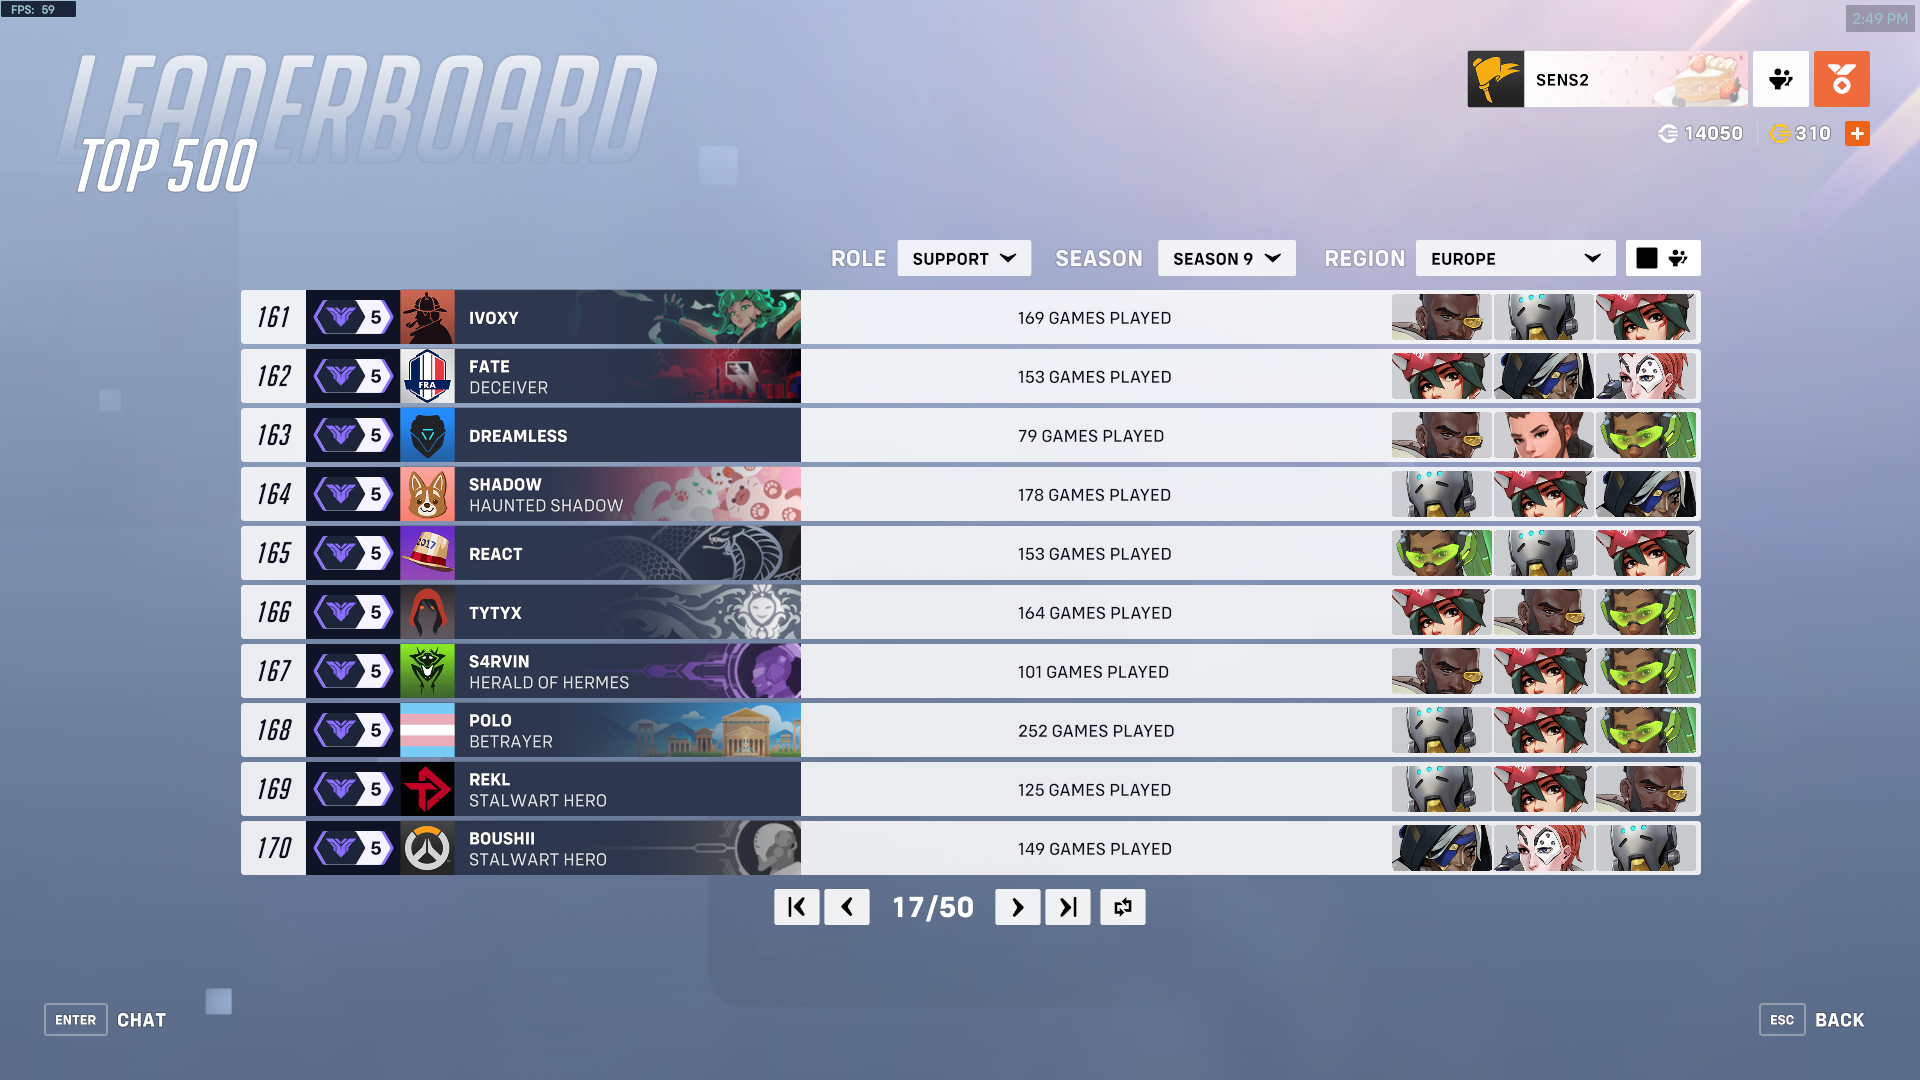 FPS: 59
2:49 PM
LEADERBOARD
TOP 500
SENS2
14050 310
ROLE SUPPORT SEASON SEASON 9 REGION EUROPE
161 5 IVOXY 169 GAMES PLAYED
162 5 FRA FATE DECEIVER 153 GAMES PLAYED
163 5 DREAMLESS 79 GAMES PLAYED
164 5 SHADOW HAUNTED SHADOW 178 GAMES PLAYED
165 5 2017 REACT 153 GAMES PLAYED
166 5 TYTYX 164 GAMES PLAYED
167 5 S4RVIN HERALD OF HERMES 101 GAMES PLAYED
168 5 POLO BETRAYER 252 GAMES PLAYED
169 5 REKL STALWART HERO 125 GAMES PLAYED
170 5 BOUSHII STALWART HERO 149 GAMES PLAYED
17/50
ENTER CHAT
ESC BACK